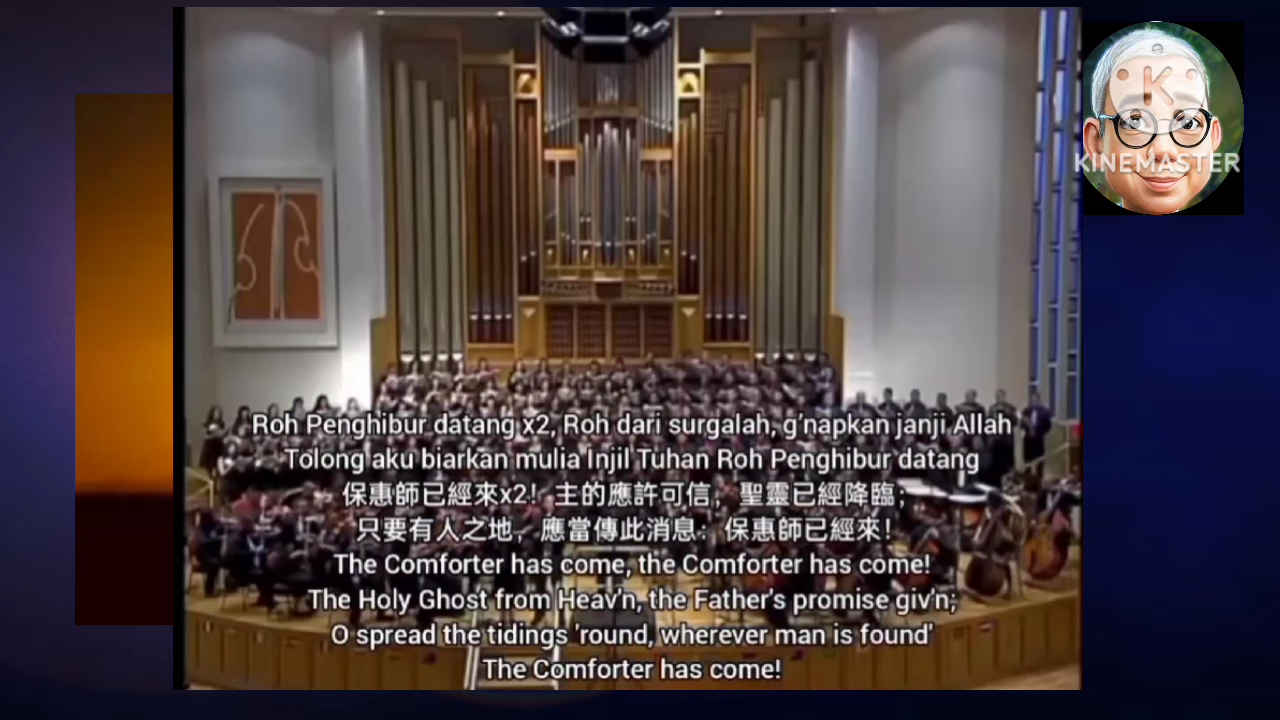 K
KINEMASTER
Roh Penghibur datang x2, Roh dari surgalah, g'napkan janji Allah
Tolong aku biarkan mulia Injil Tuhan Roh Penghibur datang
保惠師已經來x2！主的應許可信，聖靈已經降臨；
只要有人之地，應當傳此消息：保惠師已經來！
The Comforter has come, the Comforter has come!
The Holy Ghost from Heav'n, the Father's promise giv'n;
O spread the tidings 'round, wherever man is found'
The Comforter has come!